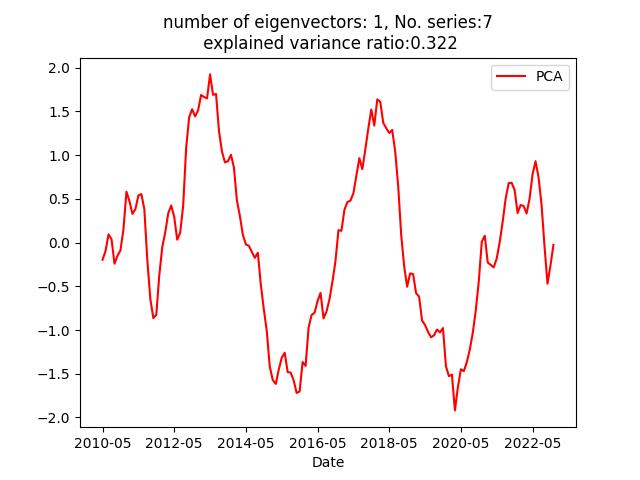 number of eigenvectors: 1, No. series:7
explained variance ratio:0.322
PCA
2.0
1.5
1.0
0.5
0.0
−0.5
−1.0
−1.5
−2.0
2010-05 2012-05 2014-05 2016-05 2018-05 2020-05 2022-05
Date